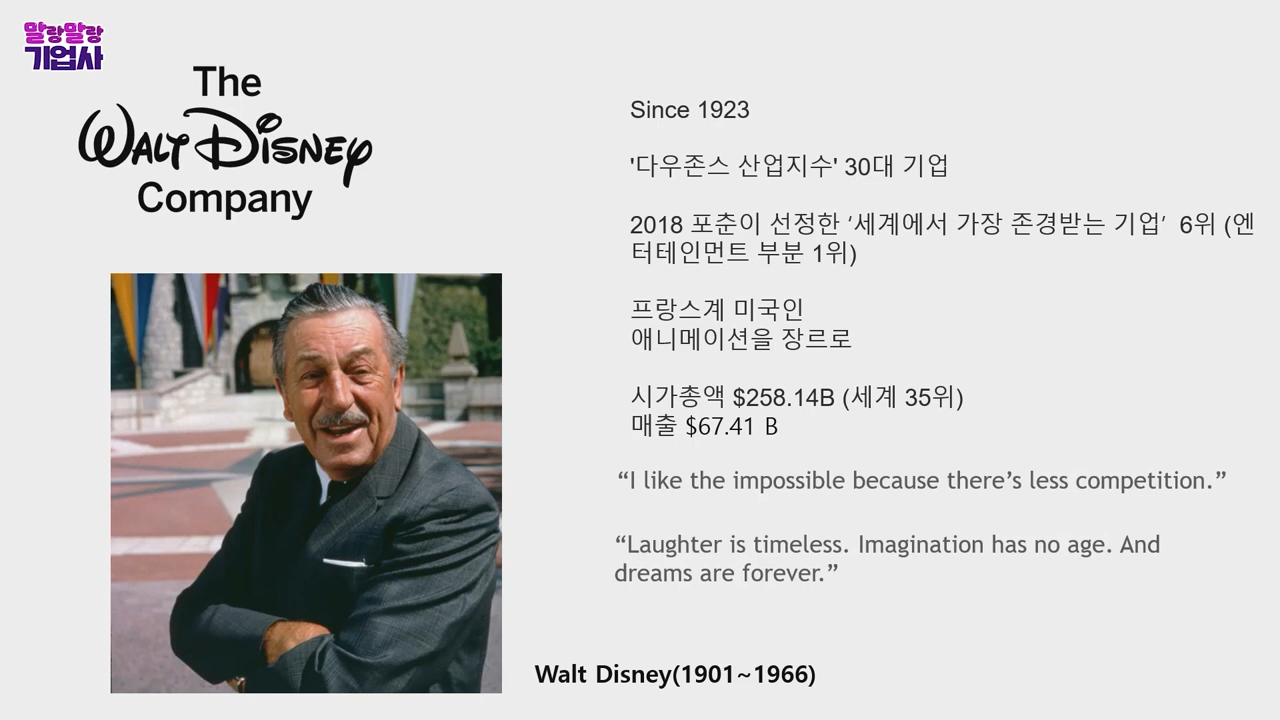 말랑말랑
기업사
The
WALT DISNEY
Company
Since 1923
'다우존스 산업지수' 30대 기업
2018 포춘이 선정한 ‘세계에서 가장 존경받는 기업’ 6위 (엔
터테인먼트 부분 1위)
프랑스계 미국인
애니메이션을 장르로
시가총액 $258.14B (세계 35위)
매출 $67.41 B
“I like the impossible because there’s less competition.”
“Laughter is timeless. Imagination has no age. And
dreams are forever.”
Walt Disney(1901~1966)